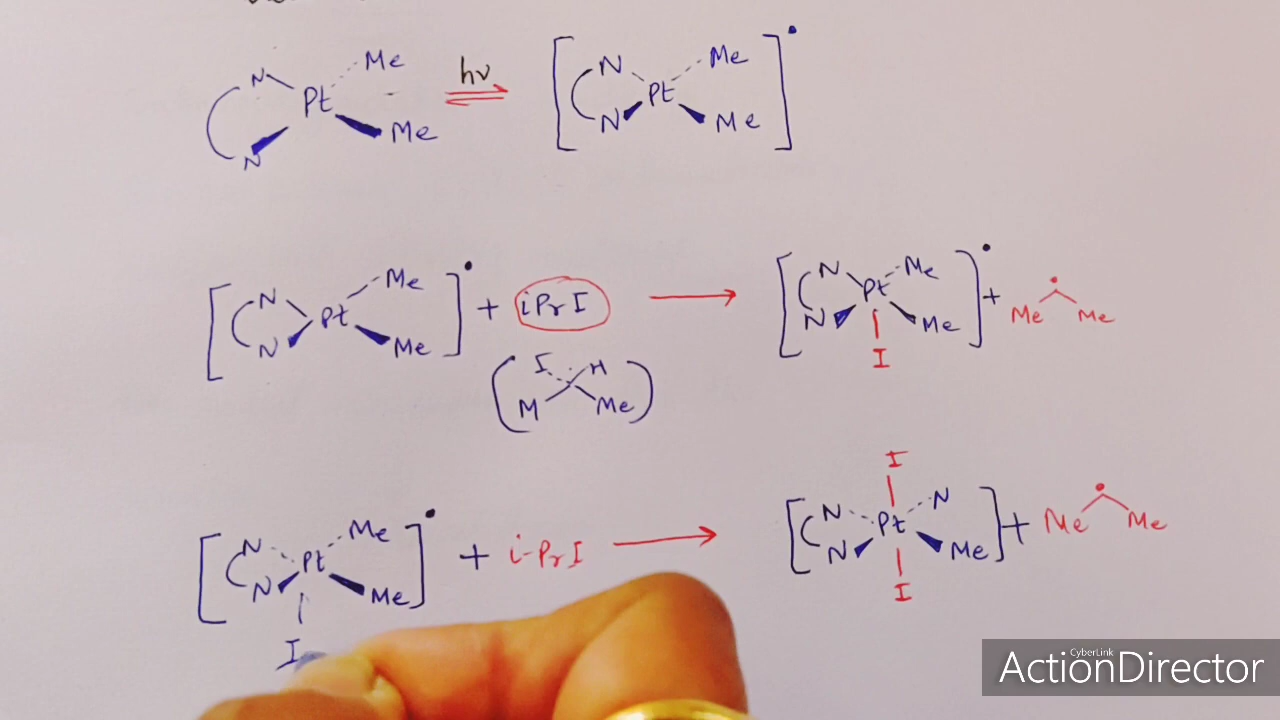 N Pt Me N Me hν [N Pt Me N Me]•
[N Pt Me N Me]• + iPrI → [N Pt Me N Me I]• + Me • Me
(I H M Me)
[N Pt Me N Me I]• + i-PrI → [I N Pt N N Me I] + Me • Me
CyberLink
ActionDirector